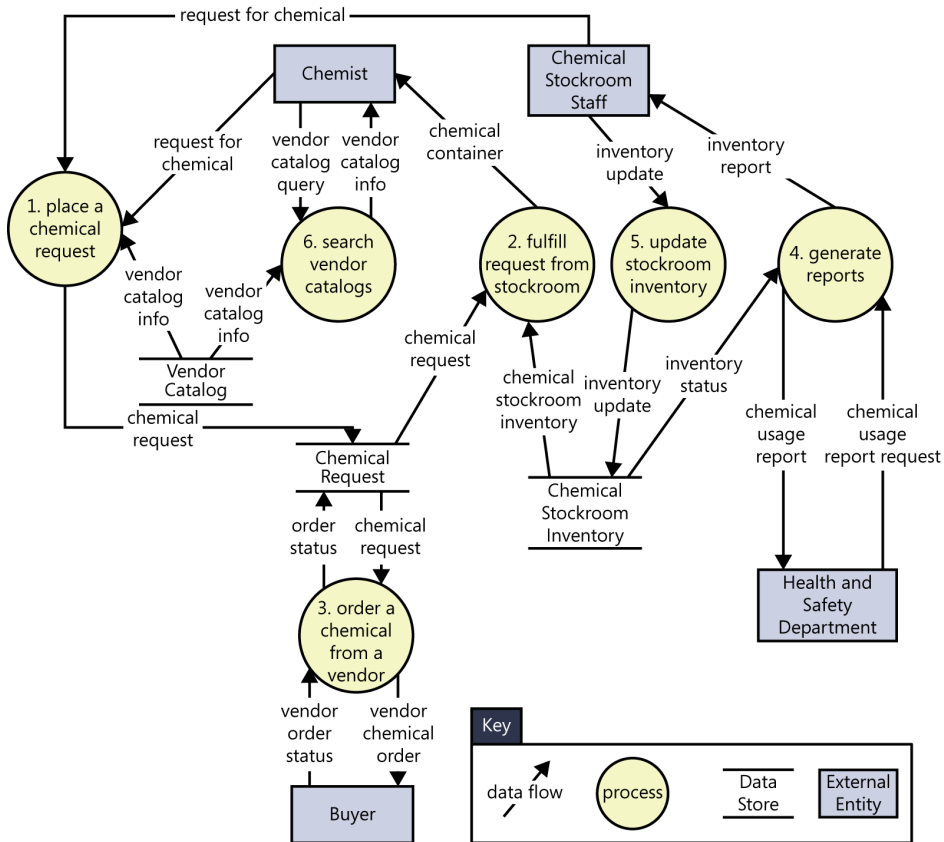 request for chemical
Chemist
Chemical
Stockroom
Staff
request for
chemical
vendor
catalog
query
vendor
catalog
info
chemical
container
inventory
update
inventory
report
1. place a
chemical
request
6. search
vendor
catalogs
2. fulfill
request from
stockroom
5. update
stockroom
inventory
4. generate
reports
vendor
catalog
info
vendor
catalog
info
Vendor
Catalog
chemical
request
chemical
request
chemical
stockroom
inventory
inventory
update
inventory
status
chemical
usage
report
chemical
usage
report request
Chemical
Request
Chemical
Stockroom
Inventory
order
status
chemical
request
Health and
Safety
Department
3. order a
chemical
from a
vendor
vendor
order
status
vendor
chemical
order
Buyer
Key
data flow
process
Data
Store
External
Entity